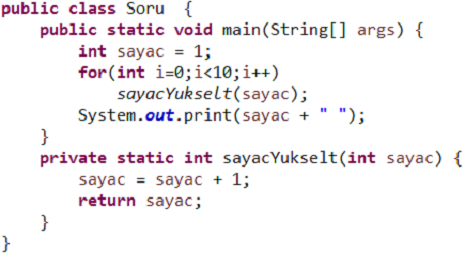 public class Soru {
public static void main(String[] args) {
int sayac = 1;
for(int i=0;i<10;i++)
sayacYukselt(sayac);
System.out.print(sayac + " ");
}
private static int sayacYukselt(int sayac) {
sayac = sayac + 1;
return sayac;
}
}